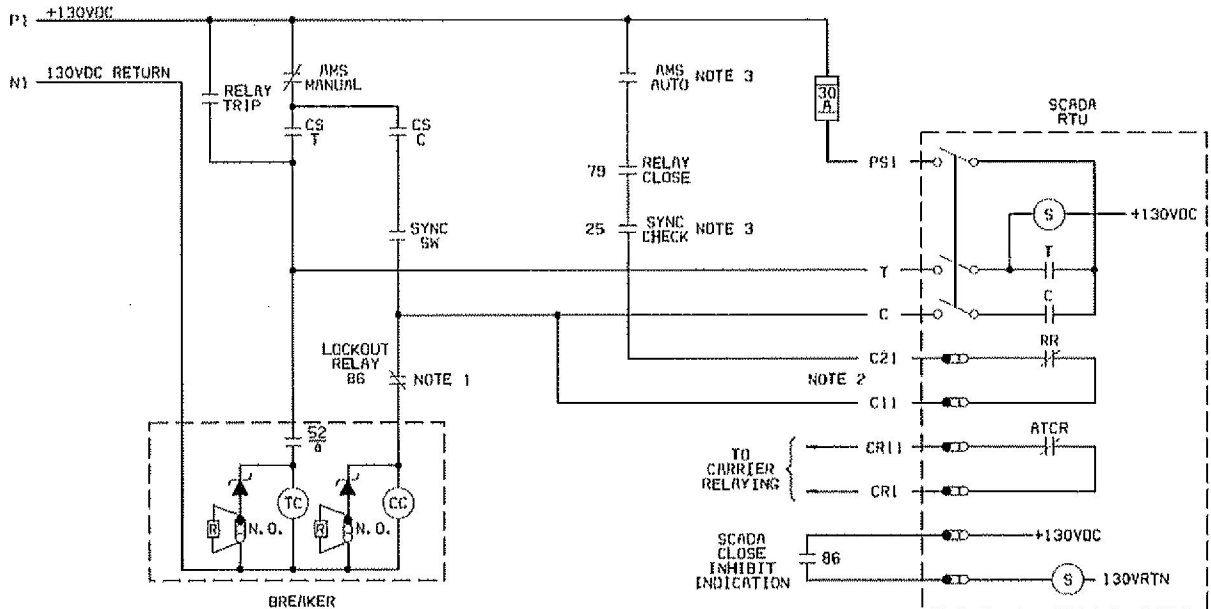 P1 +130VDC
N1 130VDC RETURN
RELAY
TRIP
AMS
MANUAL
CS
T
CS
C
SYNC
SW
LOCKOUT
RELAY
86
NOTE 1
AMS
AUTO
NOTE 3
79
RELAY
CLOSE
25
SYNC
CHECK
NOTE 3
30
A
SCADA
RTU
PS1
S
+130VDC
T
T
C
C
C21
RR
NOTE 2
C11
ATCR
CR11
TO
CARRIER
RELAYING
CR1
SCADA
CLOSE
INHIBIT
INDICATION
86
+130VDC
S
130VRTN
52
a
R
N.O.
TC
R
N.O.
CC
BREAKER